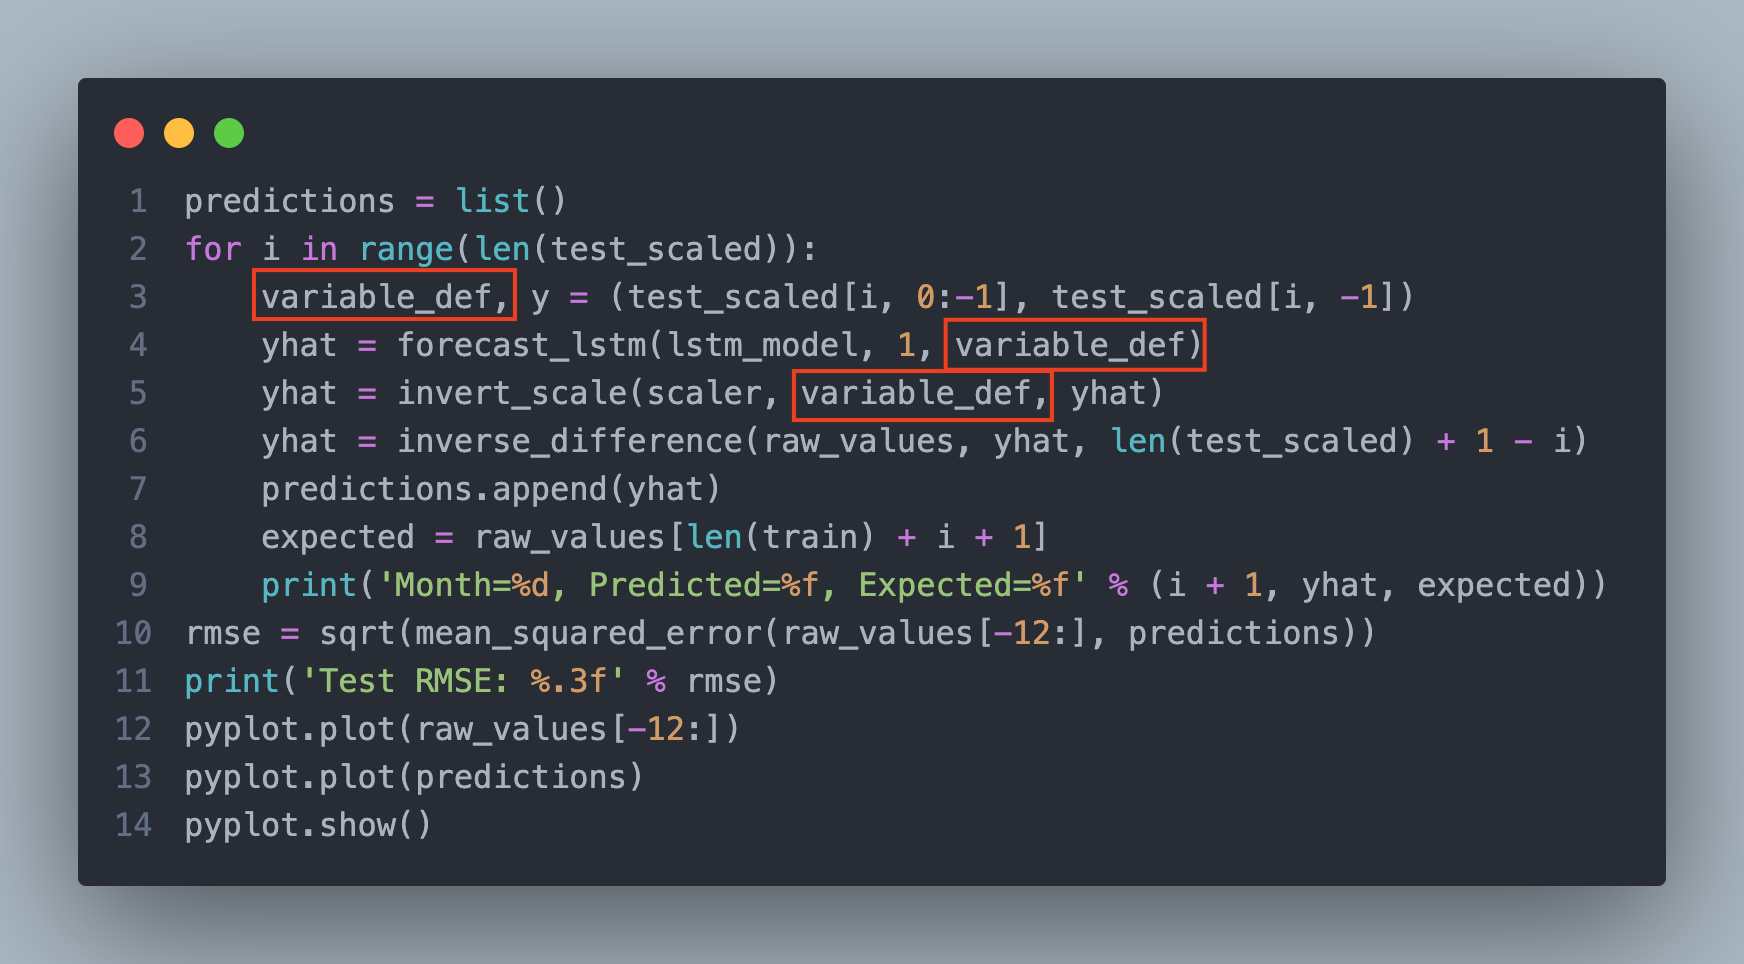 1 predictions = list()
2 for i in range(len(test_scaled)):
3     variable_def, y = (test_scaled[i, 0:-1], test_scaled[i, -1])
4     yhat = forecast_lstm(lstm_model, 1, variable_def)
5     yhat = invert_scale(scaler, variable_def, yhat)
6     yhat = inverse_difference(raw_values, yhat, len(test_scaled) + 1 - i)
7     predictions.append(yhat)
8     expected = raw_values[len(train) + i + 1]
9     print('Month=%d, Predicted=%f, Expected=%f' % (i + 1, yhat, expected))
10 rmse = sqrt(mean_squared_error(raw_values[-12:], predictions))
11 print('Test RMSE: %.3f' % rmse)
12 pyplot.plot(raw_values[-12:])
13 pyplot.plot(predictions)
14 pyplot.show()